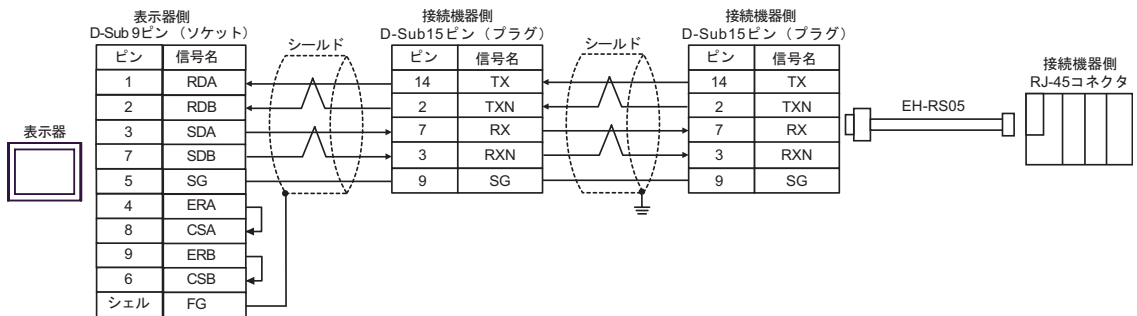 表示器側
D-Sub 9ピン (ソケット)
ピン 信号名
1 RDA
2 RDB
3 SDA
7 SDB
5 SG
4 ERA
8 CSA
9 ERB
6 CSB
シェル FG
表示器
シールド
接続機器側
D-Sub15ピン (プラグ)
ピン 信号名
14 TX
2 TXN
7 RX
3 RXN
9 SG
シールド
接続機器側
D-Sub15ピン (プラグ)
ピン 信号名
14 TX
2 TXN
7 RX
3 RXN
9 SG
EH-RS05
接続機器側
RJ-45コネクタ